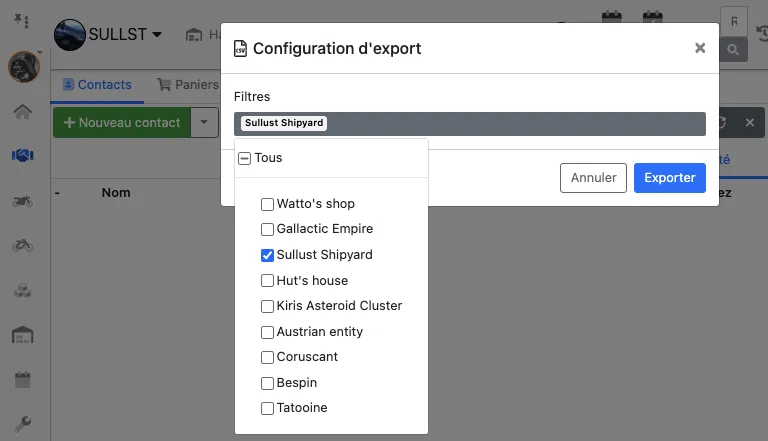 SULLST
Ha
R
CSV Configuration d'export
×
Contacts
Paniers
Filtres
Nouveau contact
Sullust Shipyard
Tous
té
Annuler
Exporter
-
Nom
ez
Watto's shop
Gallactic Empire
Sullust Shipyard
Hut's house
Kiris Asteroid Cluster
Austrian entity
Coruscant
Bespin
Tatooine